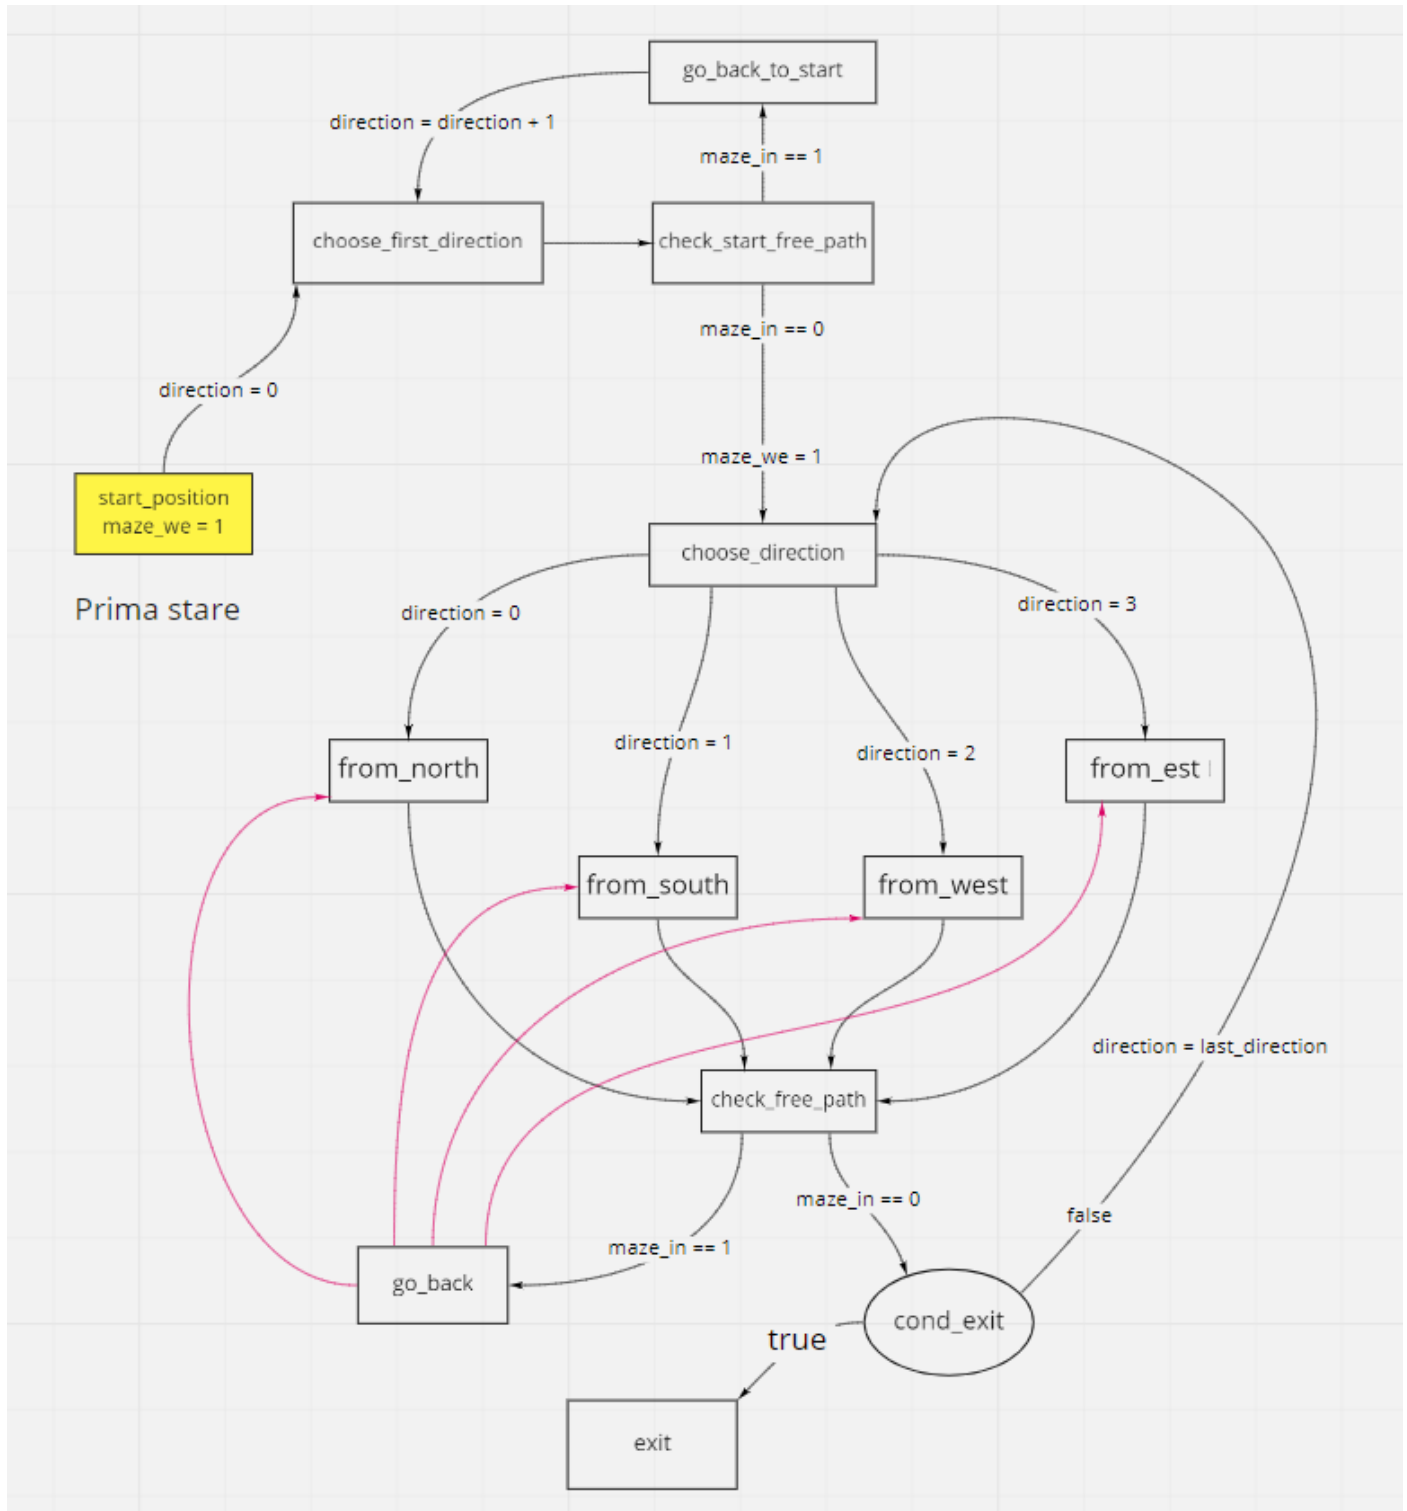 go_back_to_start
direction = direction + 1
maze_in == 1
choose_first_direction
check_start_free_path
maze_in == 0
direction = 0
maze_we = 1
start_position
maze_we = 1
choose_direction
Prima stare
direction = 0
direction = 3
direction = 1
direction = 2
from_north
from_est
from_south
from_west
direction = last_direction
check_free_path
maze_in == 0
false
maze_in == 1
go_back
cond_exit
true
exit